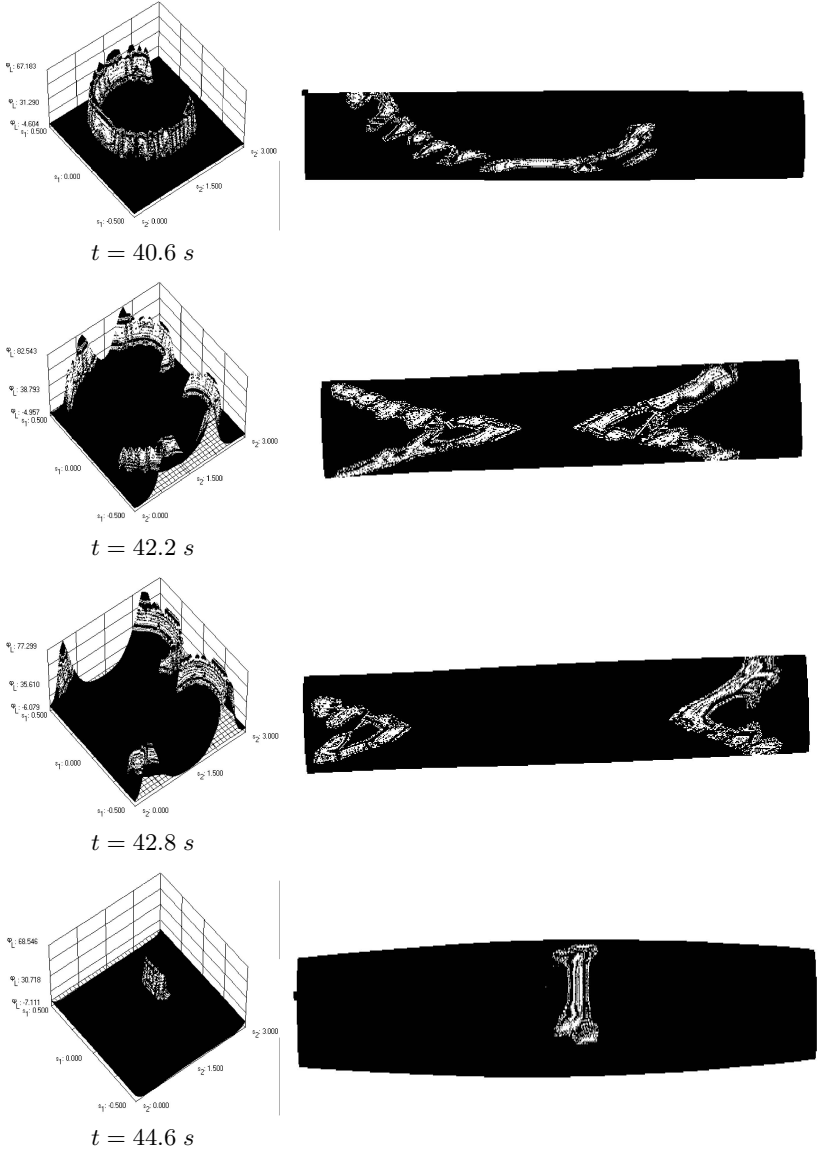 φL: 67.183
31.290
φL: -4.604
s1: 0.500
s1: 0.000
s1: -0.500
s2: 0.000
s2: 1.500
s2: 3.000
t = 40.6 s
φL: 82.543
φL: 38.793
φL: -4.957
s1: 0.500
s1: 0.000
s1: -0.500
s2: 0.000
s2: 1.500
s2: 3.000
t = 42.2 s
φL: 77.299
φL: 35.610
φL: -6.079
s1: 0.500
s1: 0.000
s1: -0.500
s2: 0.000
s2: 1.500
s2: 3.000
t = 42.8 s
φL: 68.546
φL: 30.718
φL: -7.111
s1: 0.500
s1: 0.000
s1: -0.500
s2: 0.000
s2: 1.500
s2: 3.000
t = 44.6 s